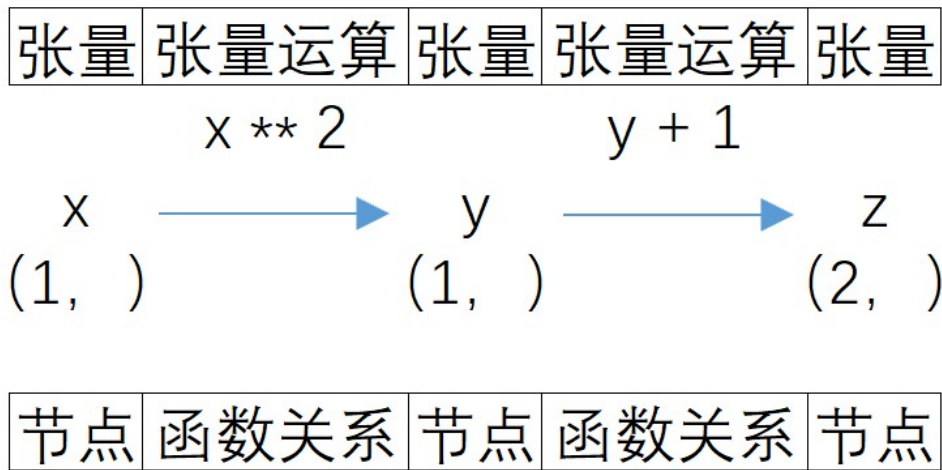 张量 张量运算 张量 张量运算 张量
x ** 2 y + 1
x y z
(1, ) (1, ) (2, )
节点 函数关系 节点 函数关系 节点